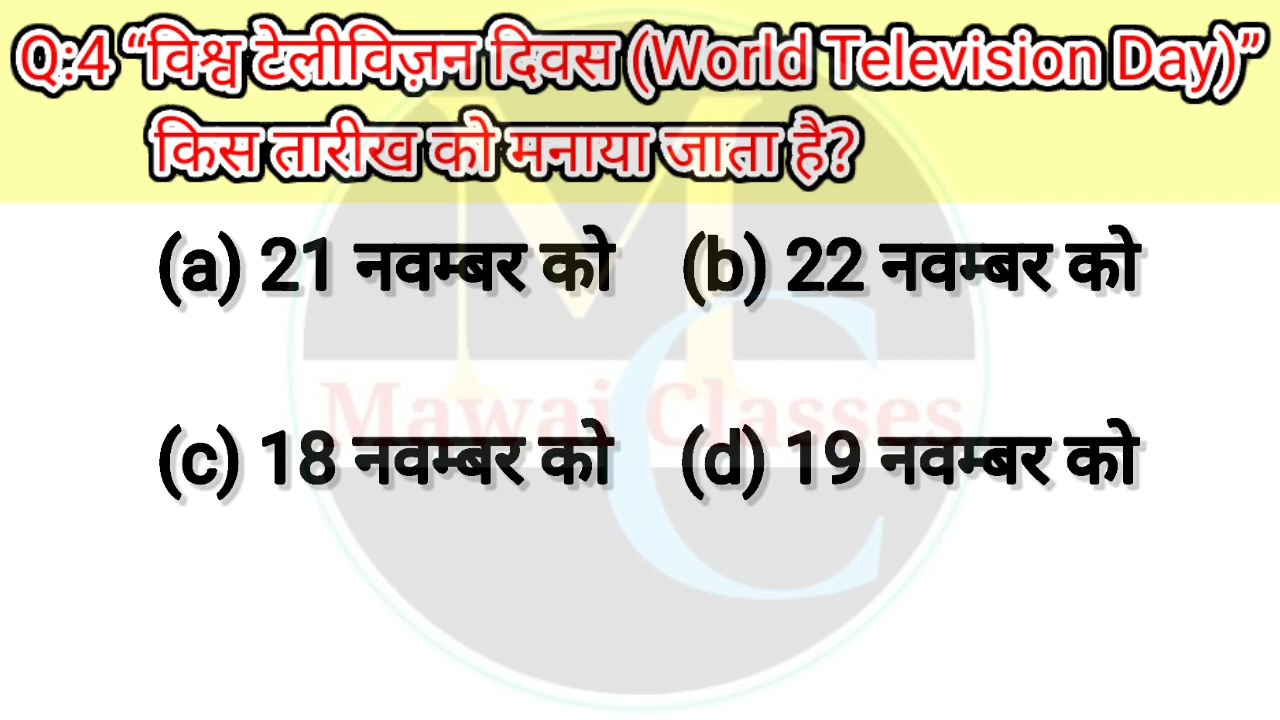 Q:4 “विश्व टेलीविज़न दिवस (World Television Day)”
किस तारीख को मनाया जाता है?
(a) 21 नवम्बर को (b) 22 नवम्बर को
MC
Mawai Classes
(c) 18 नवम्बर को (d) 19 नवम्बर को